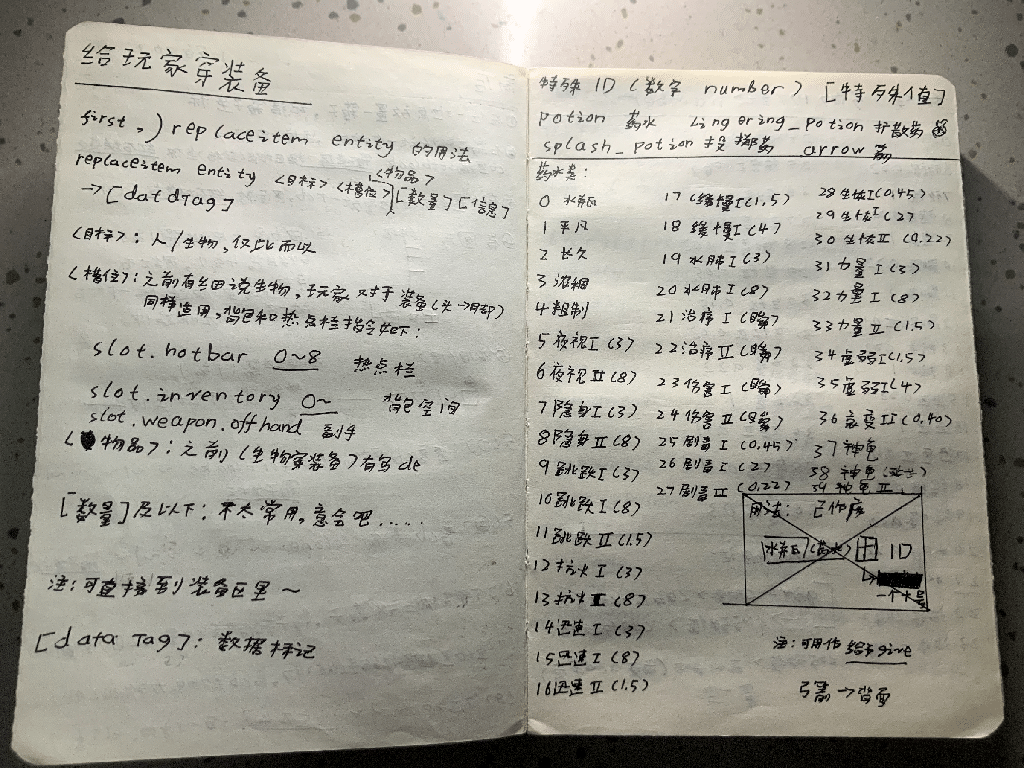 给玩家穿装备
first,) replaceitem entity 的用法
replaceitem entity <目标> <槽位> <物品> [数量] [信息]
→ [datdTag]
<目标>: 人/生物, 仅此而以
<槽位>: 之前有细说生物, 玩家对于装备(头→脚)
同样适用, 背包和热点栏指令如下:
slot.hotbar 0~8 热点栏
slot.inventory 0~ 背包空间
slot.weapon.offhand 副手
<物品>: 之前 <生物穿装备> 有写 de
[数量]及以下: 不太常用, 意会吧......
注: 可直接到装备区里 ~
[data Tag]: 数据标记
特殊 ID (数字 number) [特殊值]
potion 药水 lingering_potion 扩散药
splash_potion 投掷药 arrow 箭
药水类:
0 水瓶
1 平凡
2 长久
3 浓稠
4 粗制
5 夜视I (3)
6 夜视II (8)
7 隐身I (3)
8 隐身II (8)
9 跳跃I (3)
10 跳跃I (8)
11 跳跃II (1.5)
12 抗火I (3)
13 抗火II (8)
14 迅速I (3)
15 迅速I (8)
16 迅速II (1.5)
17 缓慢I (1.5)
18 缓慢I (4)
19 水肺I (3)
20 水肺I (8)
21 治疗I (瞬)
22 治疗II (瞬)
23 伤害I (瞬)
24 伤害II (瞬)
25 剧毒I (0.45)
26 剧毒I (2)
27 剧毒II (0.22)
28 生恢I (0.45)
29 生恢I (2)
30 生恢II (0.22)
31 力量I (3)
32 力量I (8)
33 力量II (1.5)
34 虚弱I (1.5)
35 虚弱I (4)
36 衰变II (0.40)
37 神龟
38 神龟
39 神龟II
用法: 已作废
水瓶/(药水) 田 ID
一个大号
注: 可用作 give
弓箭 → 背面